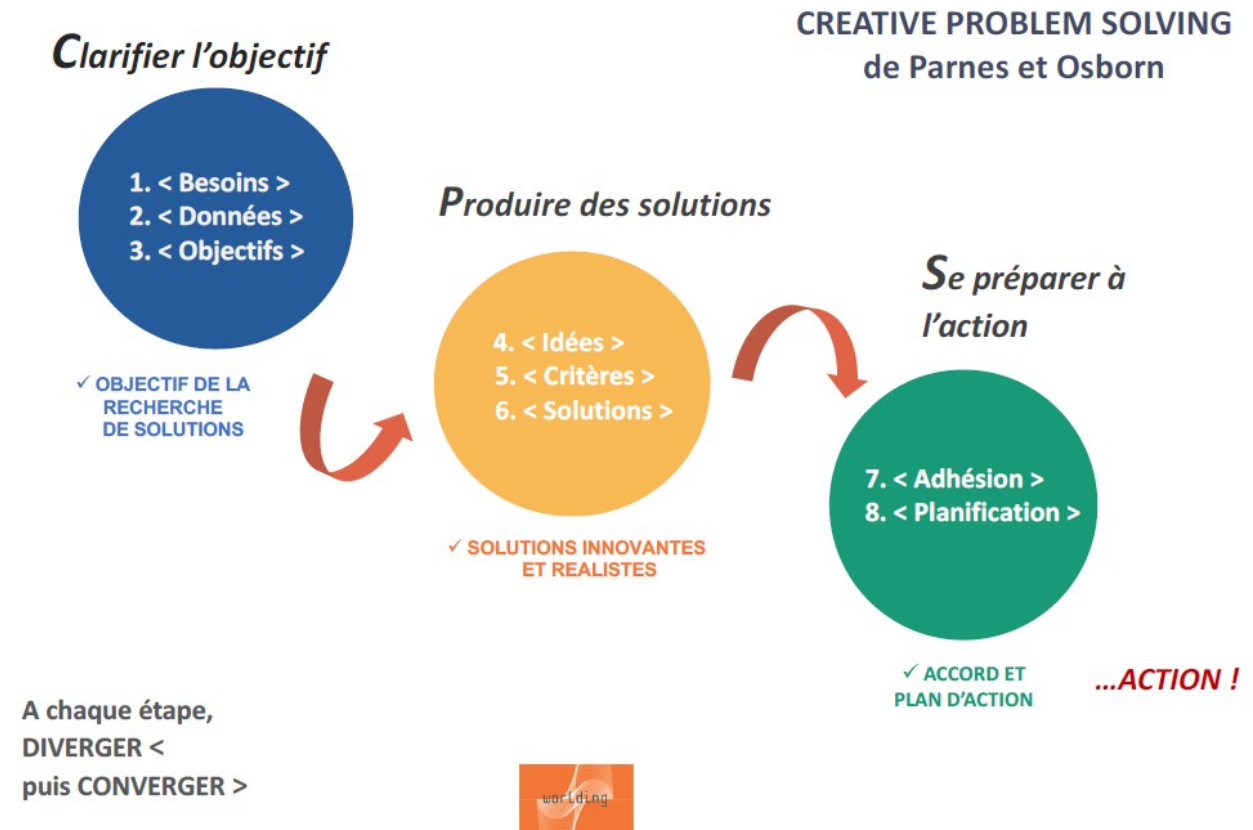 CREATIVE PROBLEM SOLVING
de Parnes et Osborn
Clarifier l'objectif
1. < Besoins >
2. < Données >
3. < Objectifs >
✓ OBJECTIF DE LA
RECHERCHE
DE SOLUTIONS
Produire des solutions
4. < Idées >
5. < Critères >
6. < Solutions >
✓ SOLUTIONS INNOVANTES
ET REALISTES
Se préparer à
l'action
7. < Adhésion >
8. < Planification >
✓ ACCORD ET
PLAN D'ACTION
...ACTION !
A chaque étape,
DIVERGER <
puis CONVERGER >
worlding